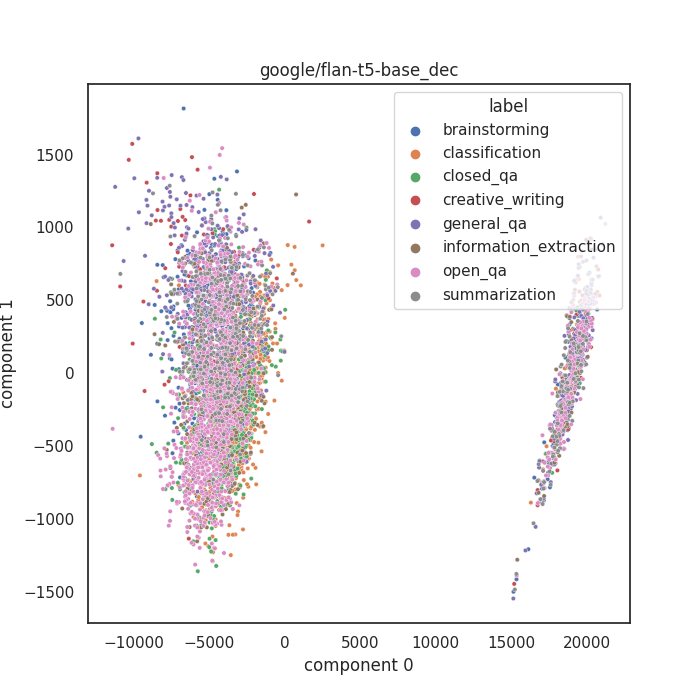 google/flan-t5-base_dec
label
brainstorming
classification
closed_qa
creative_writing
general_qa
information_extraction
open_qa
summarization
component 1
1500
1000
500
0
−500
−1000
−1500
−10000 −5000 0 5000 10000 15000 20000
component 0